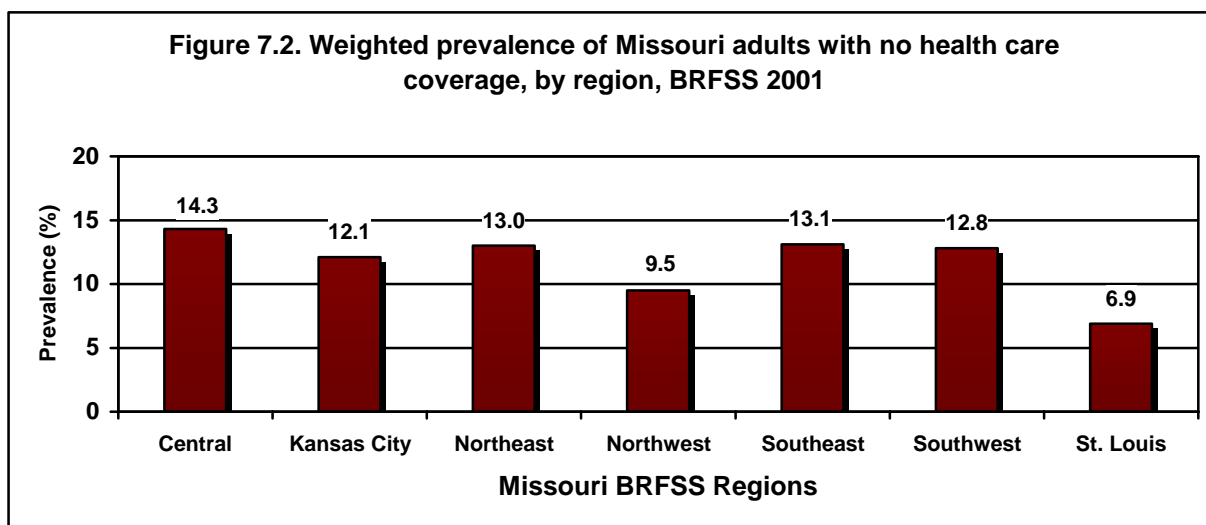 Figure 7.2. Weighted prevalence of Missouri adults with no health care
coverage, by region, BRFSS 2001
Prevalence (%)
20
15
10
5
0
14.3
12.1
13.0
9.5
13.1
12.8
6.9
Central
Kansas City
Northeast
Northwest
Southeast
Southwest
St. Louis
Missouri BRFSS Regions